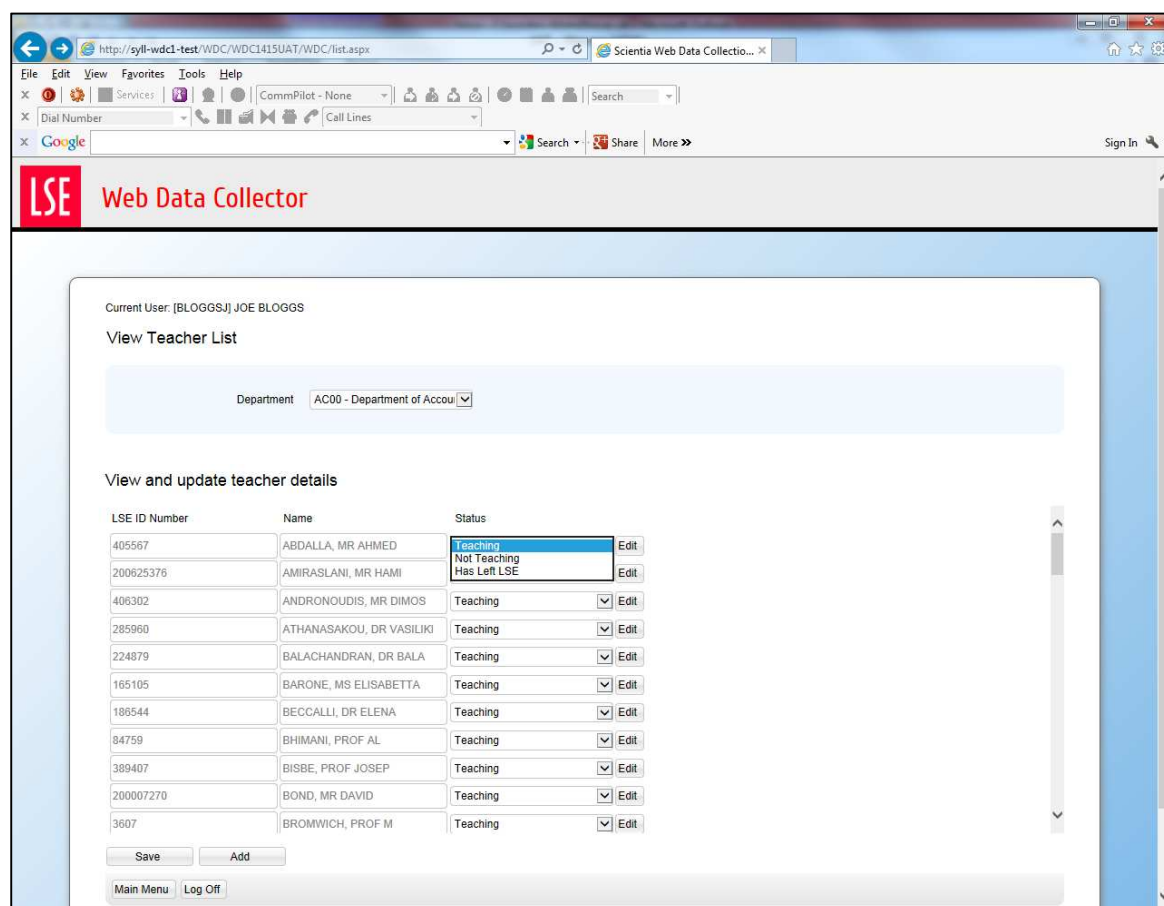 http://syll-wdc1-test/WDC/WDC1415UAT/WDC/list.aspx
Scientia Web Data Collectio... ×
File Edit View Favorites Tools Help
× Services CommPilot - None Search
× Dial Number Call Lines
× Google Search Share More » Sign In
LSE Web Data Collector
Current User: [BLOGGSJ] JOE BLOGGS
View Teacher List
Department AC00 - Department of Accou
View and update teacher details
LSE ID Number Name Status
405567 ABDALLA, MR AHMED Teaching Edit
Not Teaching
200625376 AMIRASLANI, MR HAMI Has Left LSE Edit
406302 ANDRONOUDIS, MR DIMOS Teaching Edit
285960 ATHANASAKOU, DR VASILIKI Teaching Edit
224879 BALACHANDRAN, DR BALA Teaching Edit
165105 BARONE, MS ELISABETTA Teaching Edit
186544 BECCALLI, DR ELENA Teaching Edit
84759 BHIMANI, PROF AL Teaching Edit
389407 BISBE, PROF JOSEP Teaching Edit
200007270 BOND, MR DAVID Teaching Edit
3607 BROMWICH, PROF M Teaching Edit
Save Add
Main Menu Log Off